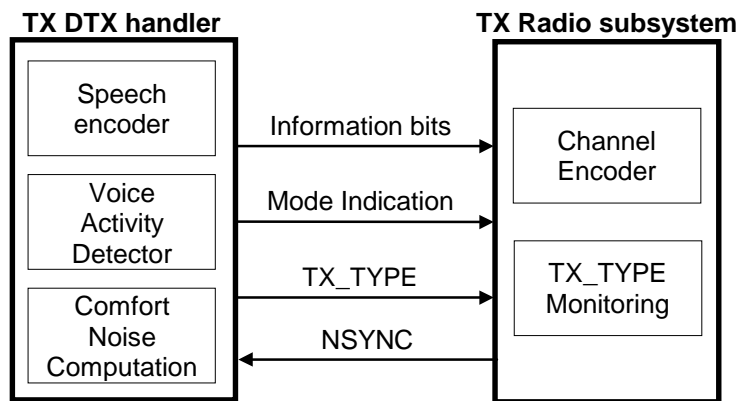 TX DTX handler
TX Radio subsystem
Speech
encoder
Voice
Activity
Detector
Comfort
Noise
Computation
Information bits
Mode Indication
TX_TYPE
NSYNC
Channel
Encoder
TX_TYPE
Monitoring